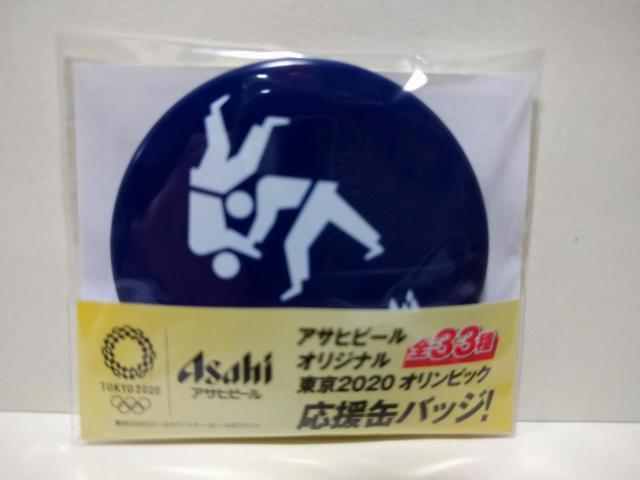 TOKYO 2020
Asahi
アサヒビール
アサヒビール
オリジナル
全33種
東京2020 オリンピック
応援缶バッジ!